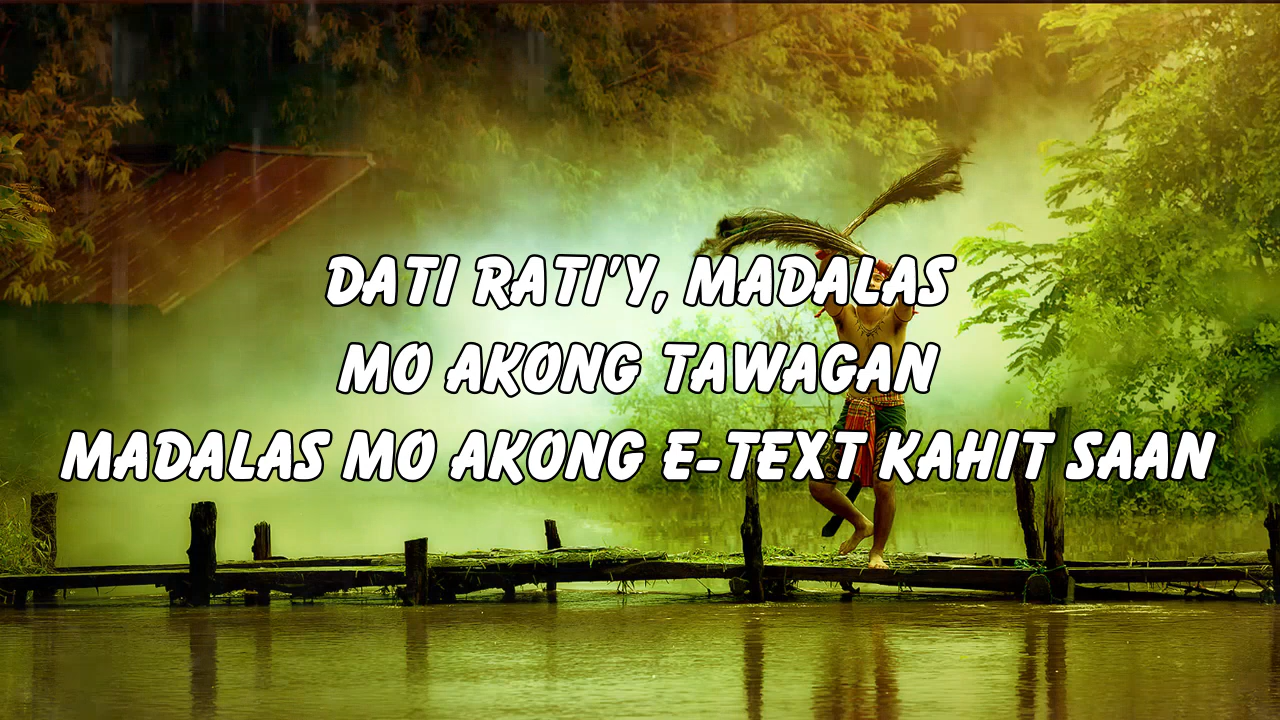 DATI RATI'Y, MADALAS
MO AKONG TAWAGAN
MADALAS MO AKONG E-TEXT KAHIT SAAN